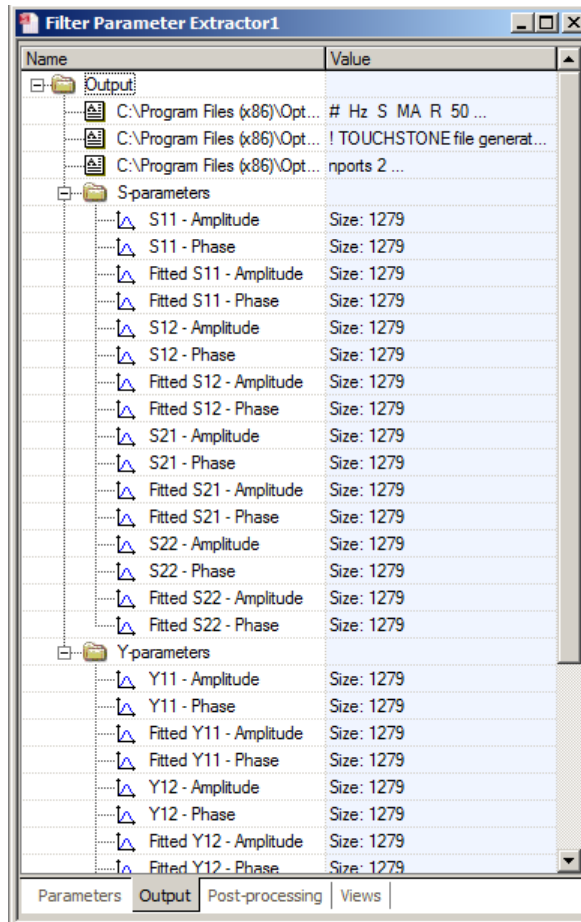 Filter Parameter Extractor1
Name Value
Output
C:\Program Files (x86)\Opt... # Hz S MA R 50 ...
C:\Program Files (x86)\Opt... ! TOUCHSTONE file generat...
C:\Program Files (x86)\Opt... nports 2 ...
S-parameters
S11 - Amplitude Size: 1279
S11 - Phase Size: 1279
Fitted S11 - Amplitude Size: 1279
Fitted S11 - Phase Size: 1279
S12 - Amplitude Size: 1279
S12 - Phase Size: 1279
Fitted S12 - Amplitude Size: 1279
Fitted S12 - Phase Size: 1279
S21 - Amplitude Size: 1279
S21 - Phase Size: 1279
Fitted S21 - Amplitude Size: 1279
Fitted S21 - Phase Size: 1279
S22 - Amplitude Size: 1279
S22 - Phase Size: 1279
Fitted S22 - Amplitude Size: 1279
Fitted S22 - Phase Size: 1279
Y-parameters
Y11 - Amplitude Size: 1279
Y11 - Phase Size: 1279
Fitted Y11 - Amplitude Size: 1279
Fitted Y11 - Phase Size: 1279
Y12 - Amplitude Size: 1279
Y12 - Phase Size: 1279
Fitted Y12 - Amplitude Size: 1279
Fitted Y12 - Phase Size: 1279
Parameters Output Post-processing Views